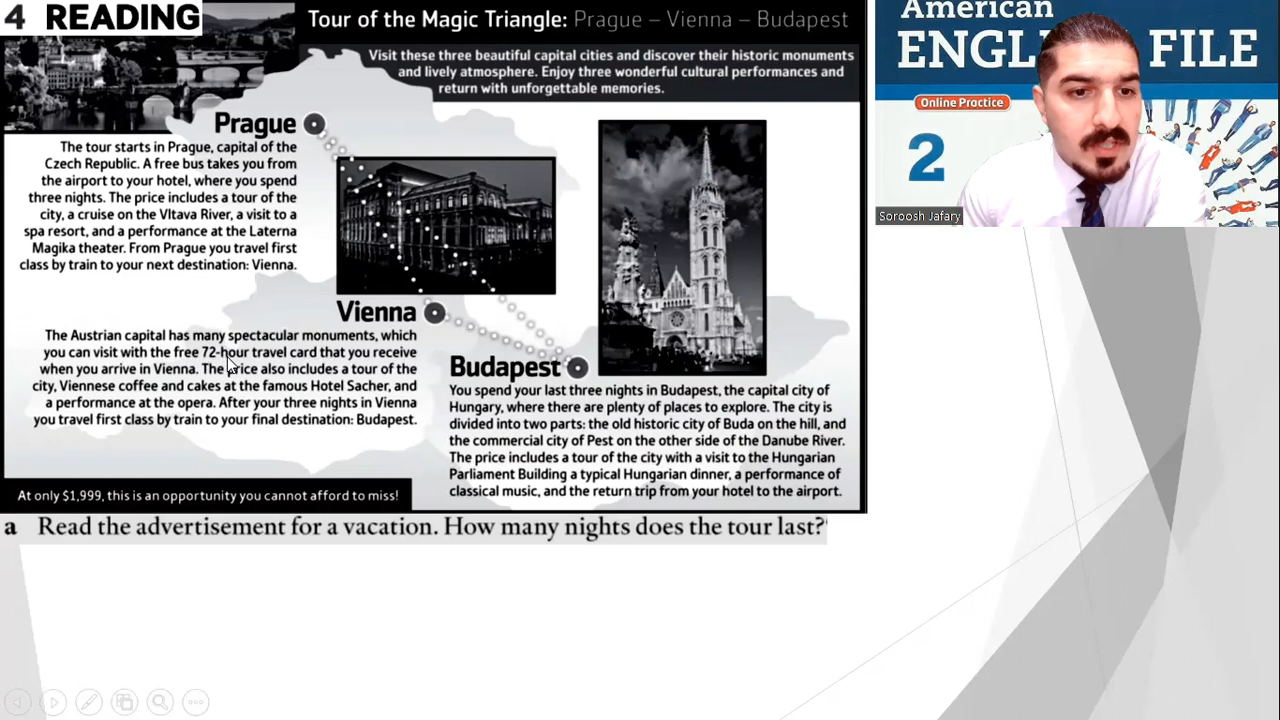 4 READING
Tour of the Magic Triangle: Prague – Vienna – Budapest
Visit these three beautiful capital cities and discover their historic monuments
and lively atmosphere. Enjoy three wonderful cultural performances and
return with unforgettable memories.
Prague
The tour starts in Prague, capital of the
Czech Republic. A free bus takes you from
the airport to your hotel, where you spend
three nights. The price includes a tour of the
city, a cruise on the Vltava River, a visit to a
spa resort, and a performance at the Laterna
Magika theater. From Prague you travel first
class by train to your next destination: Vienna.
Vienna
The Austrian capital has many spectacular monuments, which
you can visit with the free 72-hour travel card that you receive
when you arrive in Vienna. The price also includes a tour of the
city, Viennese coffee and cakes at the famous Hotel Sacher, and
a performance at the opera. After your three nights in Vienna
you travel first class by train to your final destination: Budapest.
Budapest
You spend your last three nights in Budapest, the capital city of
Hungary, where there are plenty of places to explore. The city is
divided into two parts: the old historic city of Buda on the hill, and
the commercial city of Pest on the other side of the Danube River.
The price includes a tour of the city with a visit to the Hungarian
Parliament Building a typical Hungarian dinner, a performance of
classical music, and the return trip from your hotel to the airport.
At only $1,999, this is an opportunity you cannot afford to miss!
a Read the advertisement for a vacation. How many nights does the tour last?
American
ENGL FILE
Online Practice
2
Soroosh Jafary